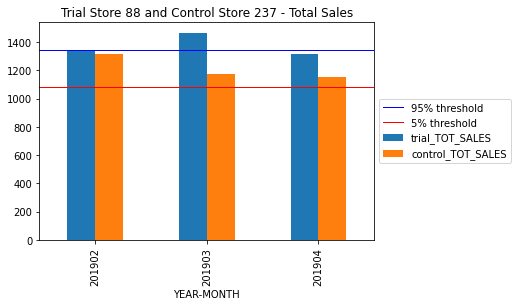 Trial Store 88 and Control Store 237 - Total Sales
1400
1200
1000
800
600
400
200
0
201902
201903
201904
YEAR-MONTH
95% threshold
5% threshold
trial_TOT_SALES
control_TOT_SALES